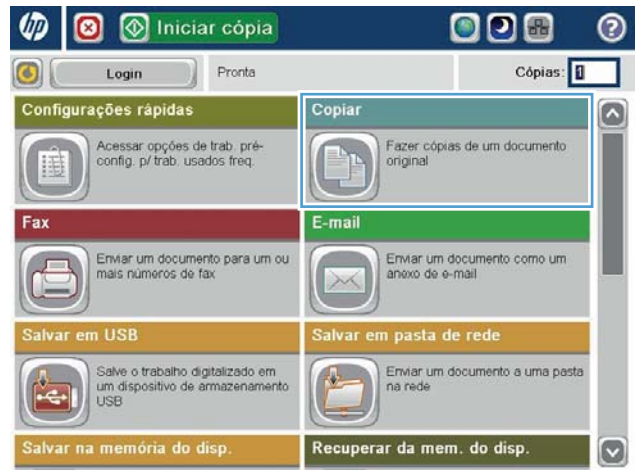 hp
Iniciar cópia
?
Login
Pronta
Cópias: 1
Configurações rápidas
Copiar
Acessar opções de trab. pré-
config. p/ trab. usados freq.
Fazer cópias de um documento
original
Fax
E-mail
Enviar um documento para um ou
mais números de fax
Enviar um documento como um
anexo de e-mail
Salvar em USB
Salvar em pasta de rede
Salve o trabalho digitalizado em
um dispositivo de armazenamento
USB
Enviar um documento a uma pasta
na rede
Salvar na memória do disp.
Recuperar da mem. do disp.